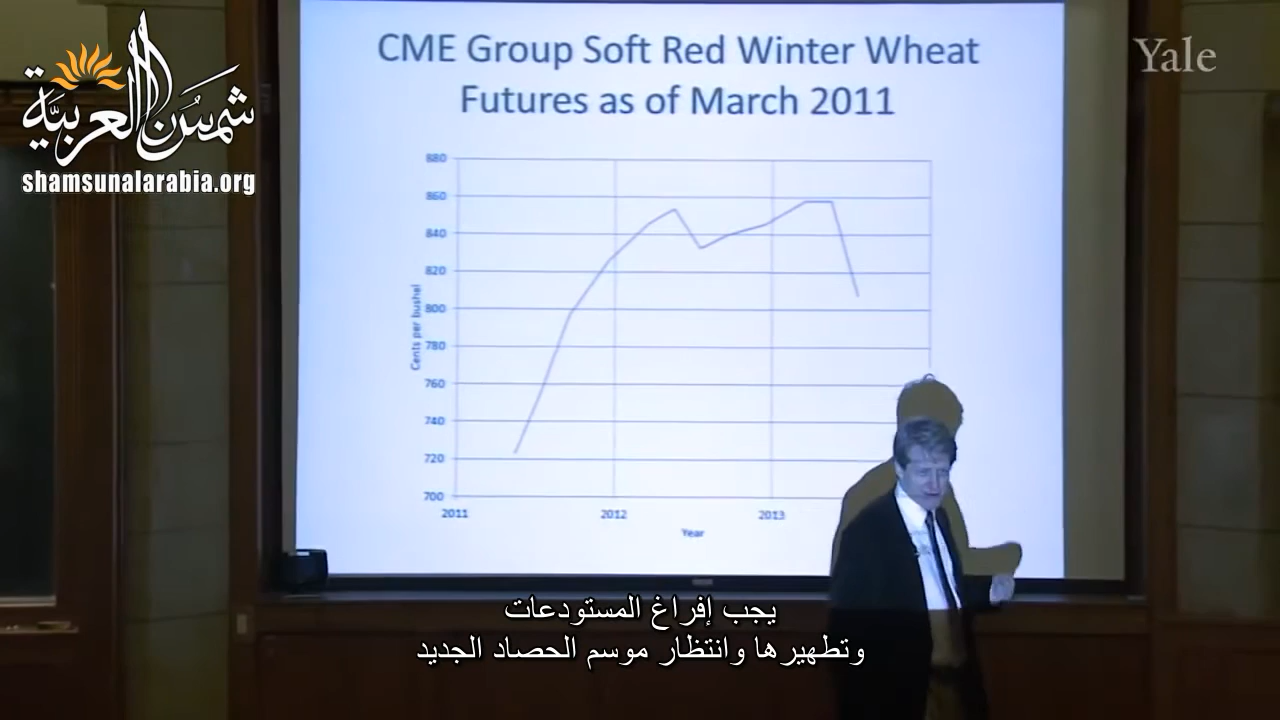 شمس العربية
shamsunalarabia.org
Yale
CME Group Soft Red Winter Wheat
Futures as of March 2011
880
860
840
820
800
780
760
740
720
700
Cents per bushel
2011
2012
2013
Year
يجب إفراغ المستودعات
وتطهيرها وانتظار موسم الحصاد الجديد